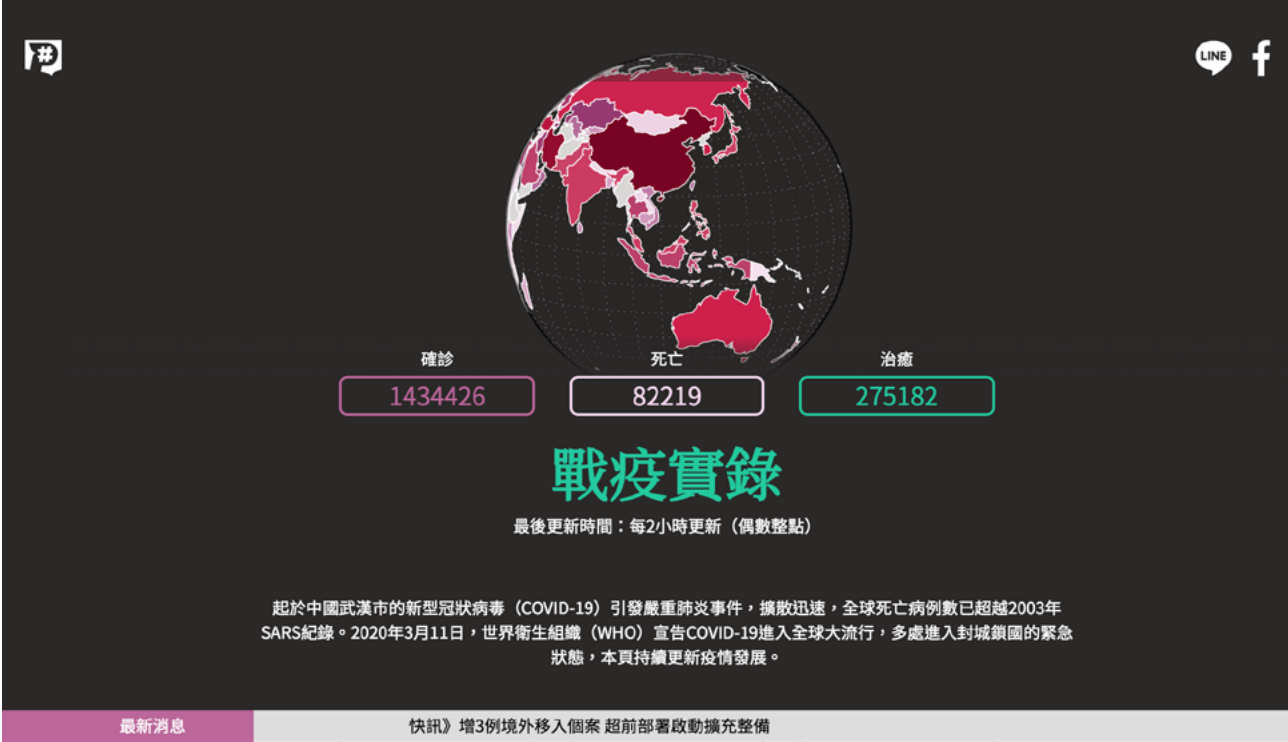 P#
LINE f
確診 死亡 治癒
1434426 82219 275182
戰疫實錄
最後更新時間：每2小時更新（偶數整點）
起於中國武漢市的新型冠狀病毒（COVID-19）引發嚴重肺炎事件，擴散迅速，全球死亡病例數已超越2003年
SARS紀錄。2020年3月11日，世界衛生組織（WHO）宣告COVID-19進入全球大流行，多處進入封城鎖國的緊急
狀態，本頁持續更新疫情發展。
最新消息 快訊》增3例境外移入個案 超前部署啟動擴充整備